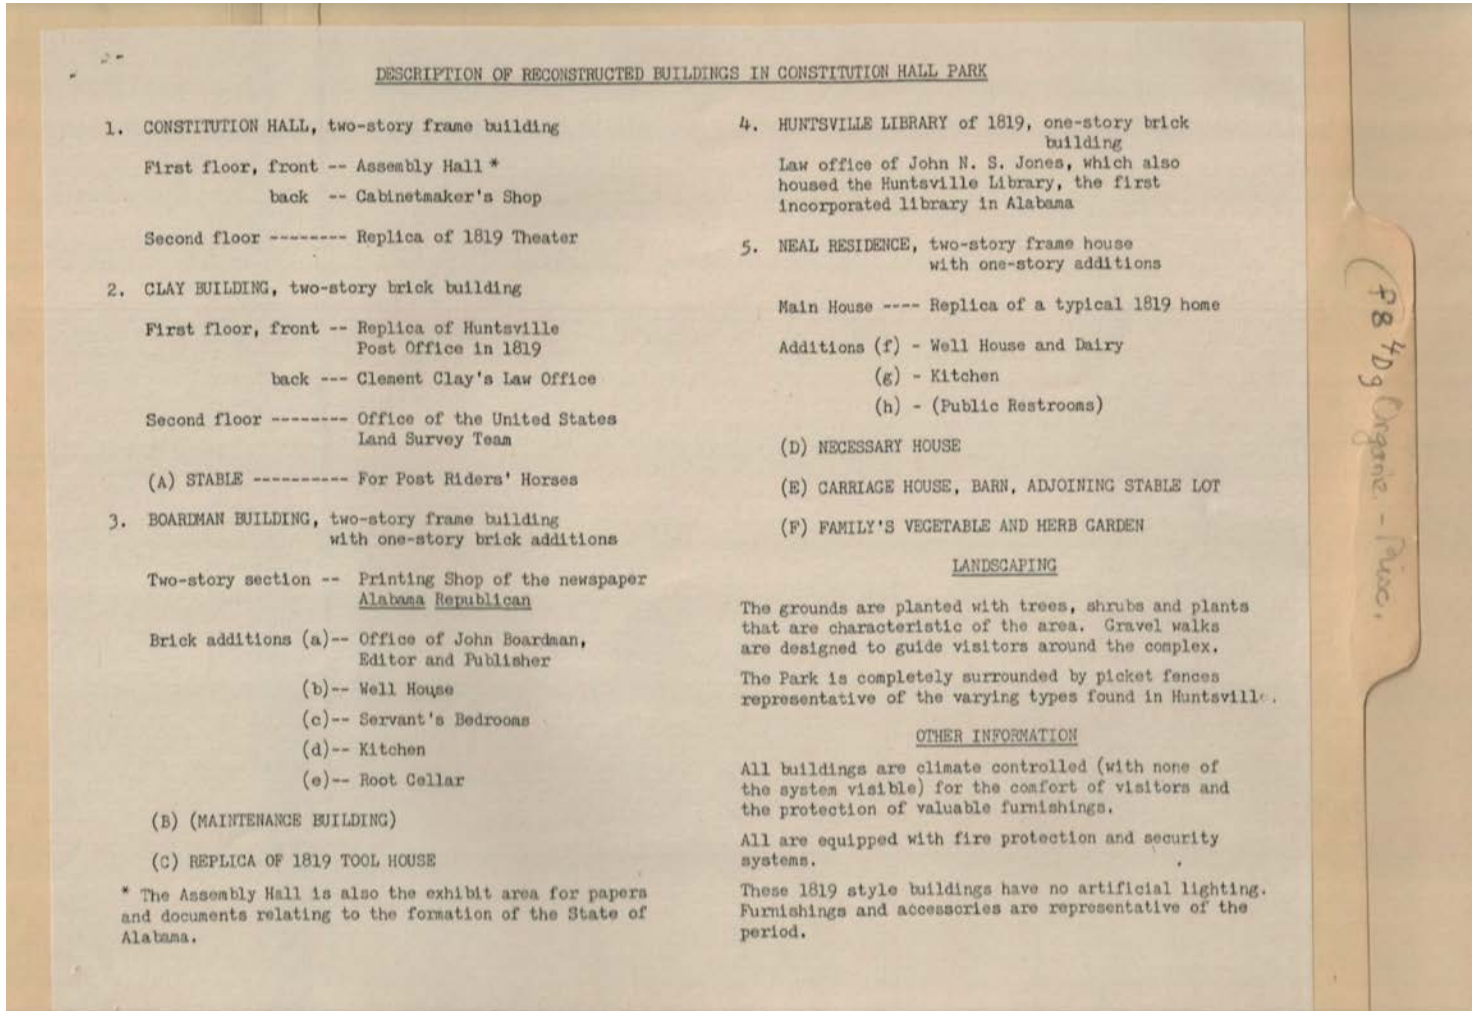 DESCRIPTION OF RECONSTRUCTED BUILDINGS IN CONSTITUTION HALL PARK
1. CONSTITUTION HALL, two-story frame building
First floor, front -- Assembly Hall *
back -- Cabinetmaker's Shop
Second floor -------- Replica of 1819 Theater
2. CLAY BUILDING, two-story brick building
First floor, front -- Replica of Huntsville
Post Office in 1819
back --- Clement Clay's Law Office
Second floor -------- Office of the United States
Land Survey Team
(A) STABLE ---------- For Post Riders' Horses
3. BOARDMAN BUILDING, two-story frame building
with one-story brick additions
Two-story section -- Printing Shop of the newspaper
Alabama Republican
Brick additions (a)-- Office of John Boardman,
Editor and Publisher
(b)-- Well House
(c)-- Servant's Bedrooms
(d)-- Kitchen
(e)-- Root Cellar
(B) (MAINTENANCE BUILDING)
(C) REPLICA OF 1819 TOOL HOUSE
* The Assembly Hall is also the exhibit area for papers
and documents relating to the formation of the State of
Alabama.
4. HUNTSVILLE LIBRARY of 1819, one-story brick
building
Law office of John N. S. Jones, which also
housed the Huntsville Library, the first
incorporated library in Alabama
5. NEAL RESIDENCE, two-story frame house
with one-story additions
Main House ---- Replica of a typical 1819 home
Additions (f) - Well House and Dairy
(g) - Kitchen
(h) - (Public Restrooms)
(D) NECESSARY HOUSE
(E) CARRIAGE HOUSE, BARN, ADJOINING STABLE LOT
(F) FAMILY'S VEGETABLE AND HERB GARDEN
LANDSCAPING
The grounds are planted with trees, shrubs and plants
that are characteristic of the area. Gravel walks
are designed to guide visitors around the complex.
The Park is completely surrounded by picket fences
representative of the varying types found in Huntsville.
OTHER INFORMATION
All buildings are climate controlled (with none of
the system visible) for the comfort of visitors and
the protection of valuable furnishings.
All are equipped with fire protection and security
systems.
These 1819 style buildings have no artificial lighting.
Furnishings and accessories are representative of the
period.
- Misc.